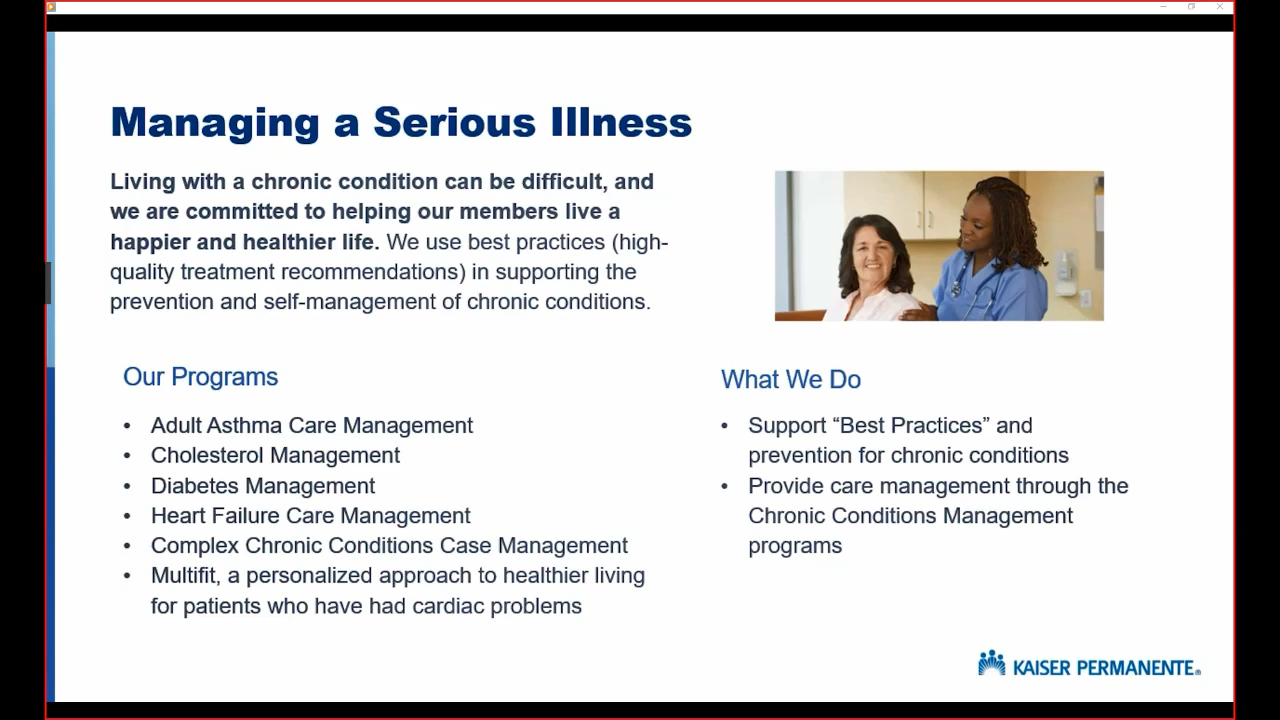 Managing a Serious Illness
Living with a chronic condition can be difficult, and
we are committed to helping our members live a
happier and healthier life. We use best practices (high-
quality treatment recommendations) in supporting the
prevention and self-management of chronic conditions.
Our Programs
• Adult Asthma Care Management
• Cholesterol Management
• Diabetes Management
• Heart Failure Care Management
• Complex Chronic Conditions Case Management
• Multifit, a personalized approach to healthier living
for patients who have had cardiac problems
What We Do
• Support “Best Practices” and
prevention for chronic conditions
• Provide care management through the
Chronic Conditions Management
programs
KAISER PERMANENTE®